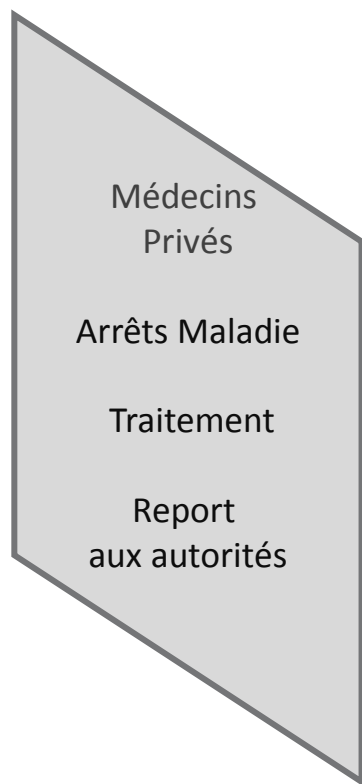 Médecins
Privés
Arrêts Maladie
Traitement
Report
aux autorités